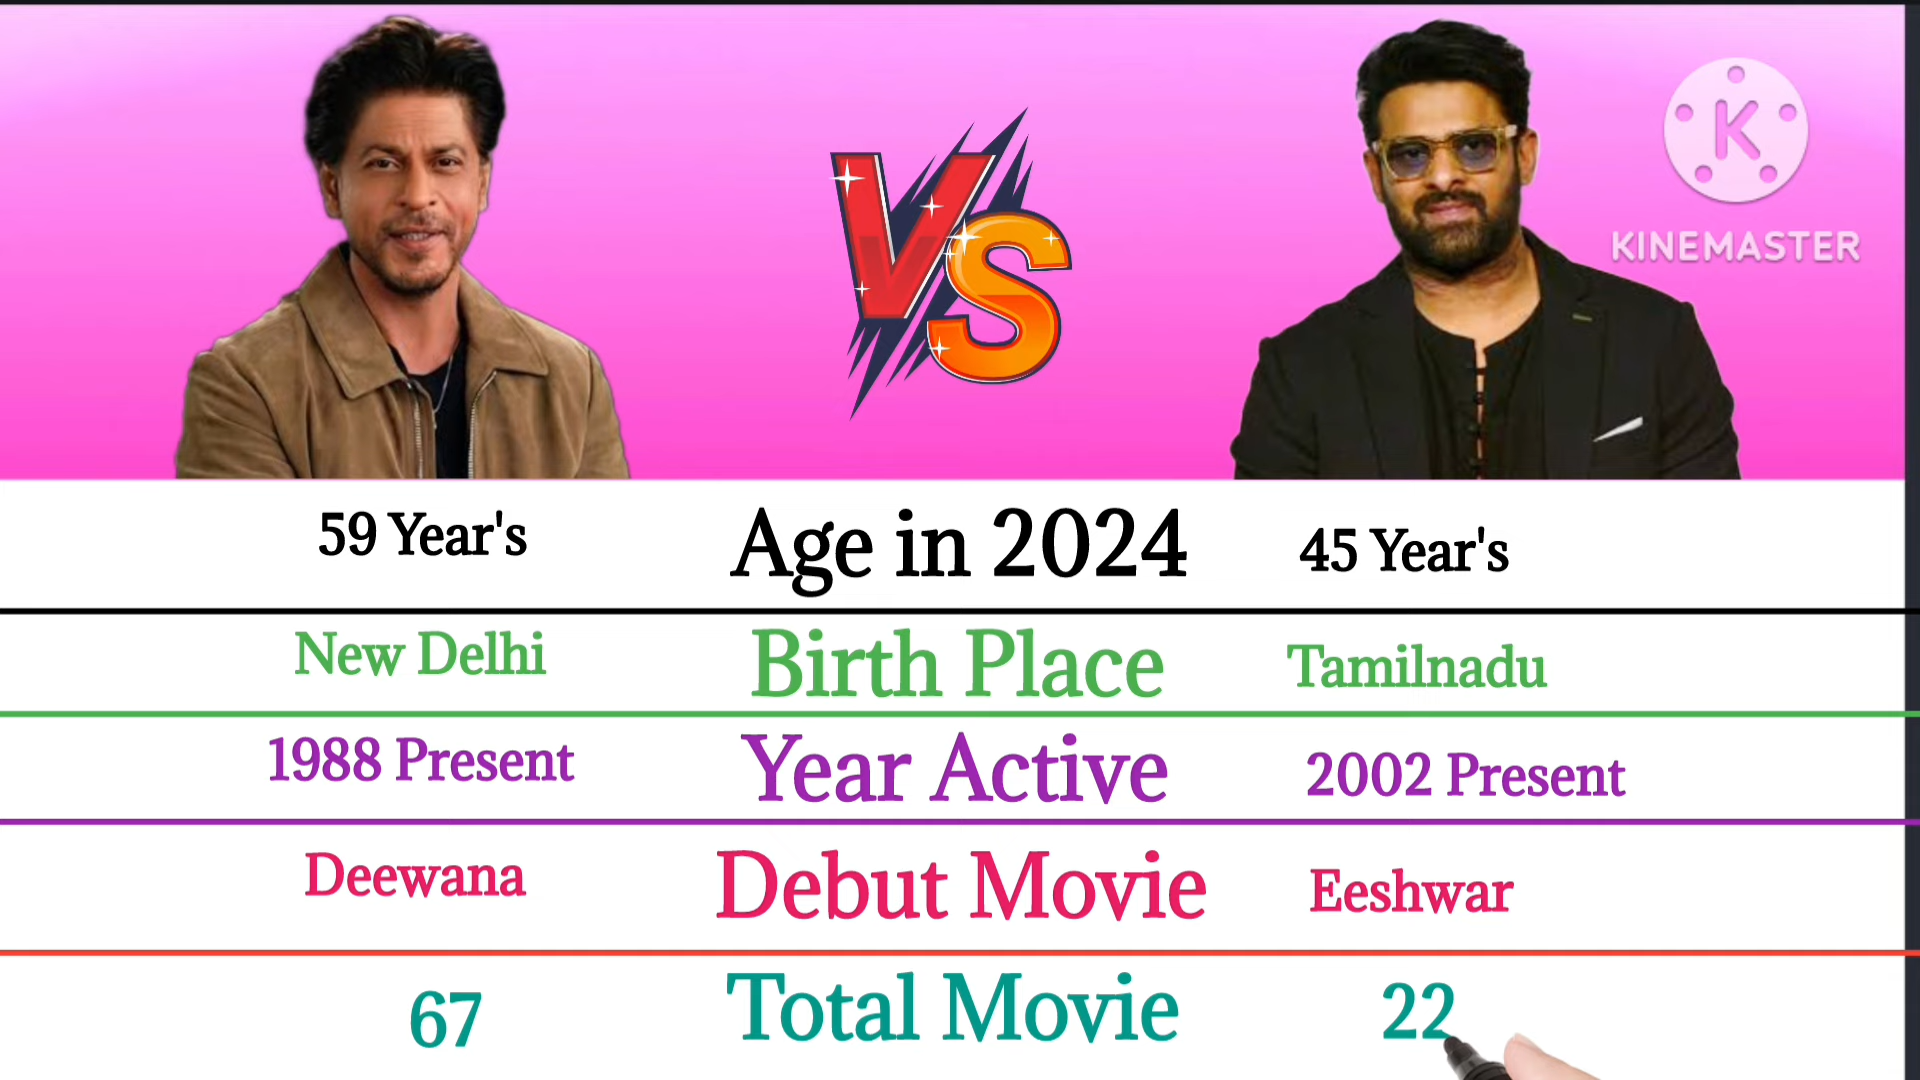 VS
K
KINEMASTER
59 Year's Age in 2024 45 Year's
New Delhi Birth Place Tamilnadu
1988 Present Year Active 2002 Present
Deewana Debut Movie Eeshwar
67 Total Movie 22